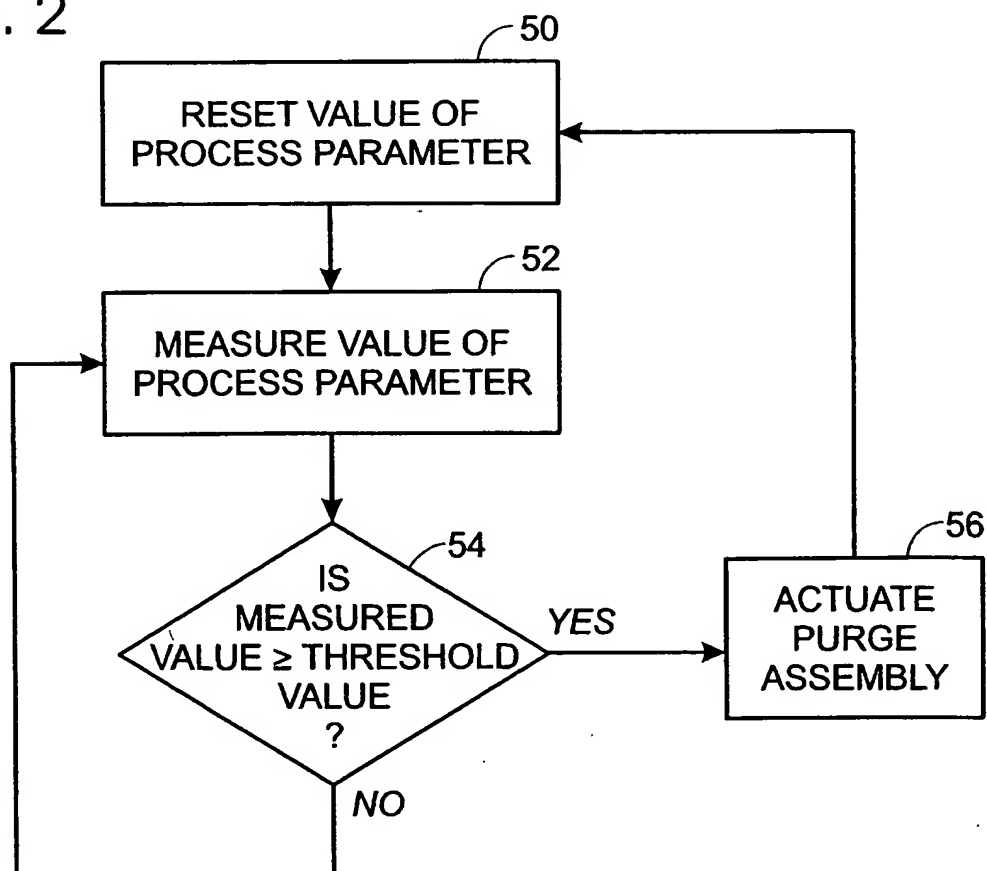 . 2
50
RESET VALUE OF
PROCESS PARAMETER
52
MEASURE VALUE OF
PROCESS PARAMETER
54
IS
MEASURED
VALUE ≥ THRESHOLD
VALUE
?
YES
56
ACTUATE
PURGE
ASSEMBLY
NO